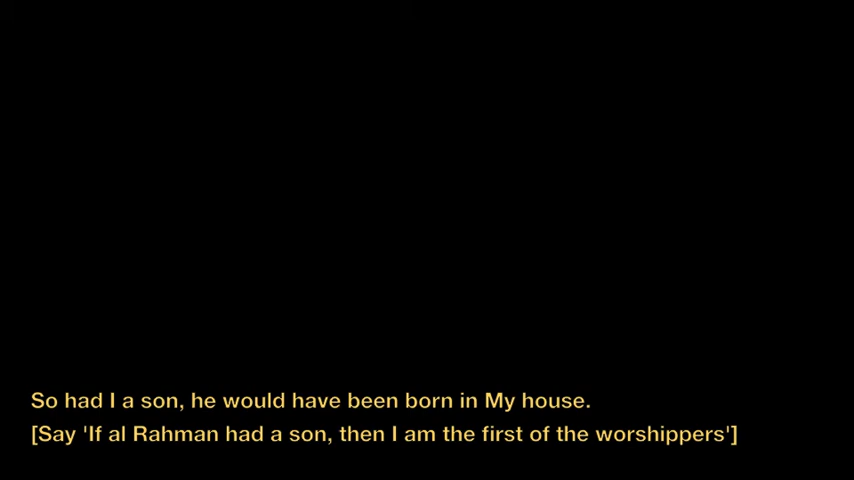 So had I a son, he would have been born in My house.
[Say 'If al Rahman had a son, then I am the first of the worshippers']